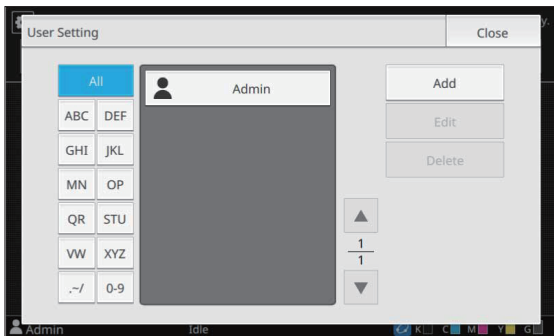 User Setting
Close
y.
All
Admin
Add
ABC DEF
Edit
GHI JKL
Delete
MN OP
QR STU
VW XYZ
1
1
.~/ 0-9
Admin Idle K C M Y G